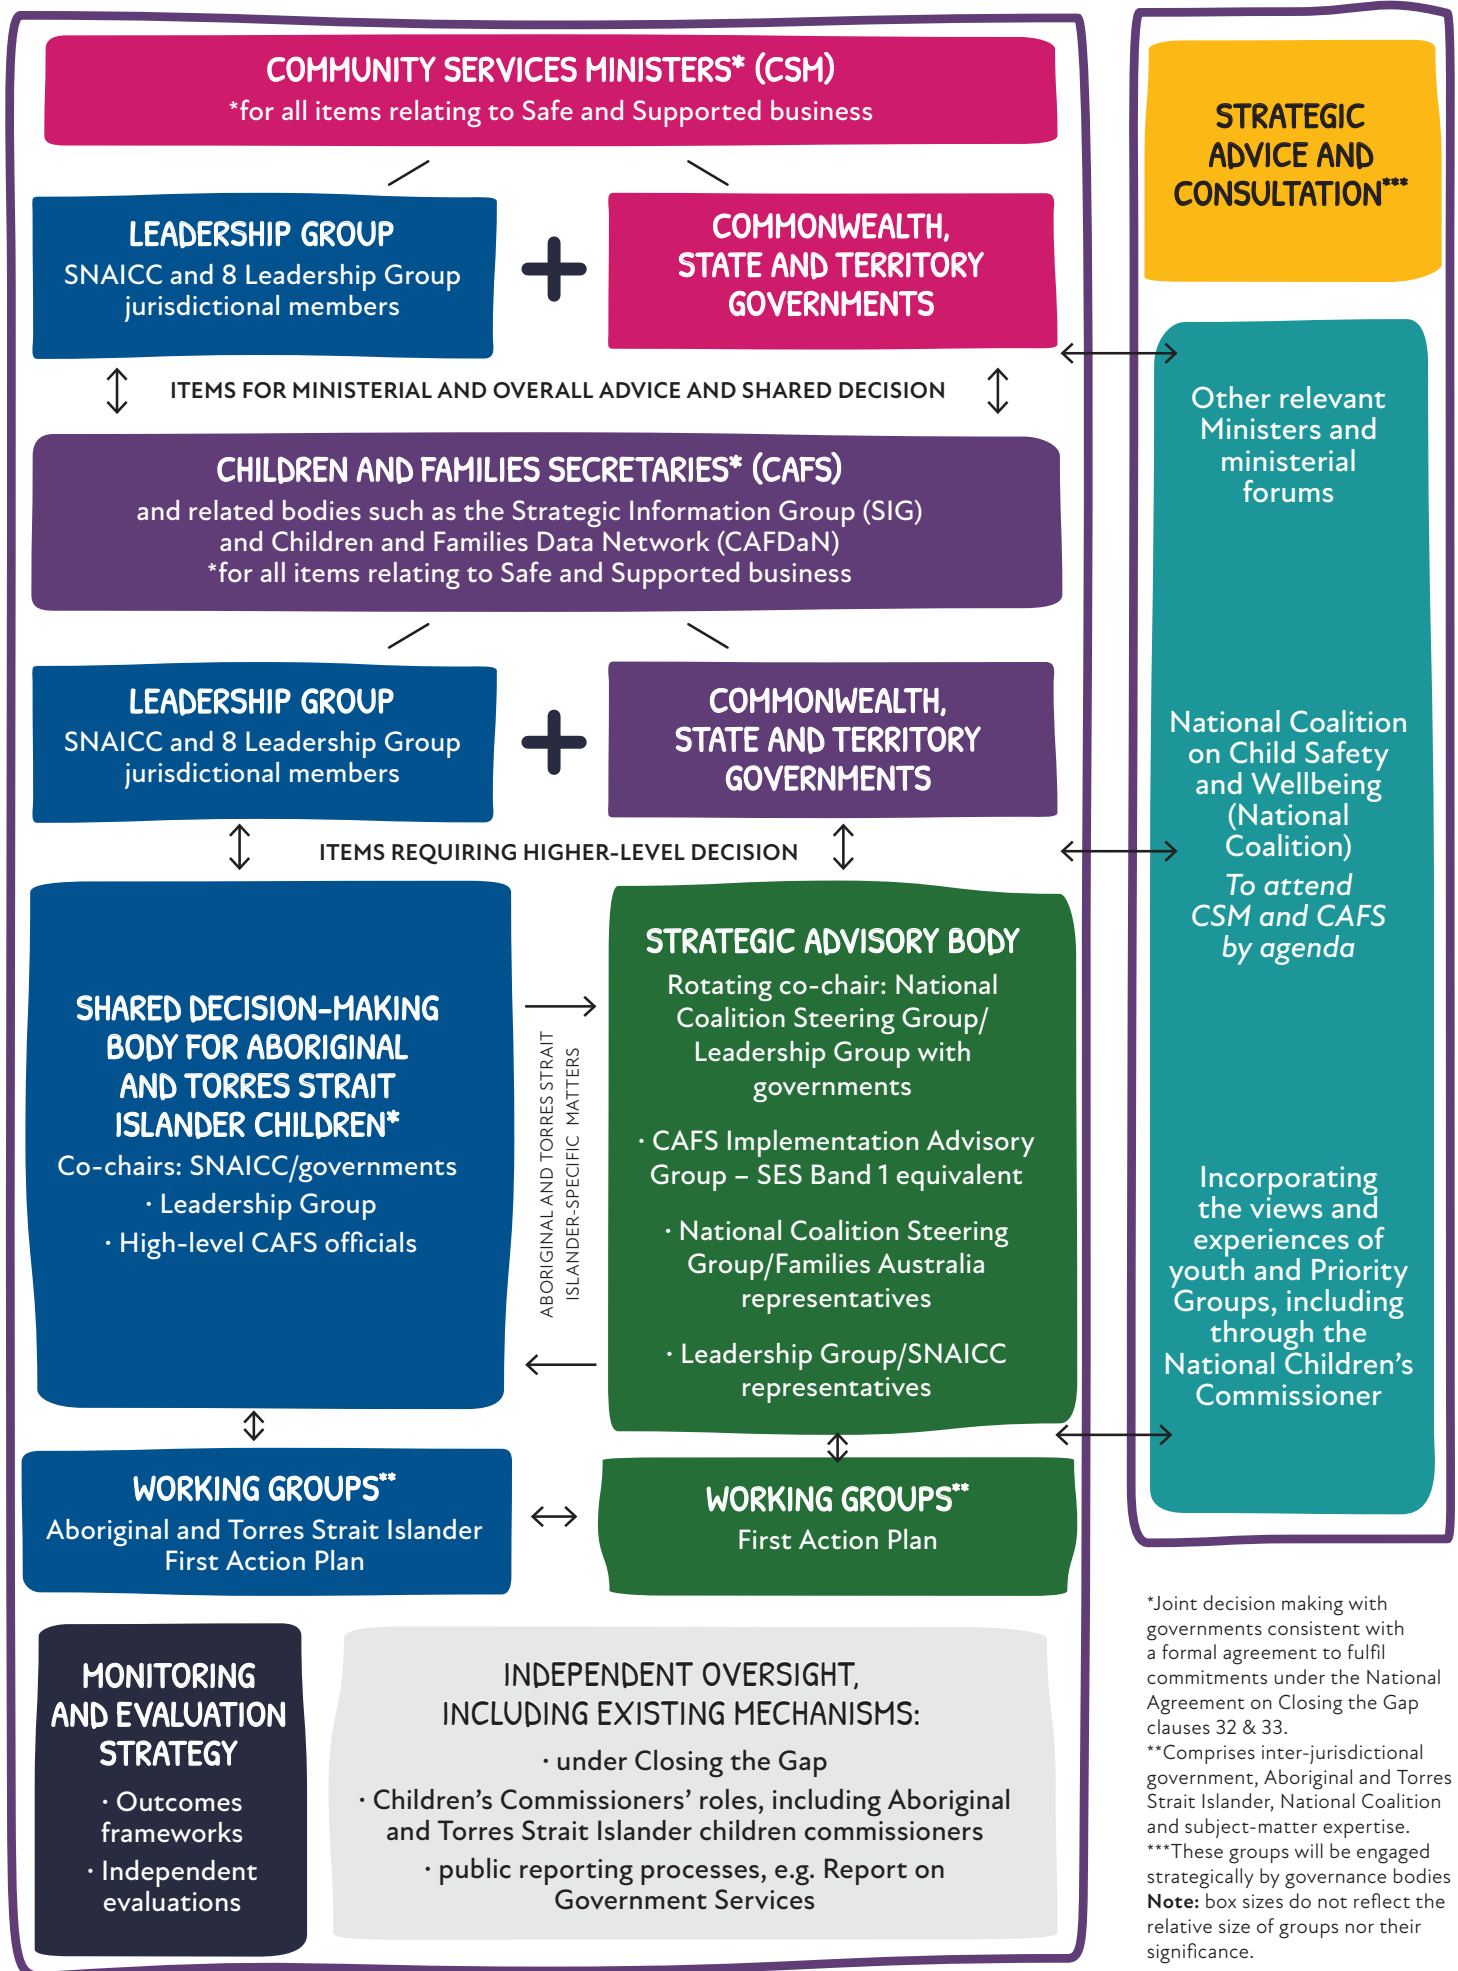 COMMUNITY SERVICES MINISTERS* (CSM)
*for all items relating to Safe and Supported business
LEADERSHIP GROUP
SNAICC and 8 Leadership Group
jurisdictional members
COMMONWEALTH,
STATE AND TERRITORY
GOVERNMENTS
ITEMS FOR MINISTERIAL AND OVERALL ADVICE AND SHARED DECISION
CHILDREN AND FAMILIES SECRETARIES* (CAFS)
and related bodies such as the Strategic Information Group (SIG)
and Children and Families Data Network (CAFDaN)
*for all items relating to Safe and Supported business
LEADERSHIP GROUP
SNAICC and 8 Leadership Group
jurisdictional members
COMMONWEALTH,
STATE AND TERRITORY
GOVERNMENTS
ITEMS REQUIRING HIGHER-LEVEL DECISION
SHARED DECISION-MAKING
BODY FOR ABORIGINAL
AND TORRES STRAIT
ISLANDER CHILDREN*
Co-chairs: SNAICC/governments
· Leadership Group
· High-level CAFS officials
ABORIGINAL AND TORRES STRAIT
ISLANDER-SPECIFIC MATTERS
STRATEGIC ADVISORY BODY
Rotating co-chair: National
Coalition Steering Group/
Leadership Group with
governments
· CAFS Implementation Advisory
Group – SES Band 1 equivalent
· National Coalition Steering
Group/Families Australia
representatives
· Leadership Group/SNAICC
representatives
WORKING GROUPS**
Aboriginal and Torres Strait Islander
First Action Plan
WORKING GROUPS**
First Action Plan
MONITORING
AND EVALUATION
STRATEGY
· Outcomes
frameworks
· Independent
evaluations
INDEPENDENT OVERSIGHT,
INCLUDING EXISTING MECHANISMS:
· under Closing the Gap
· Children's Commissioners' roles, including Aboriginal
and Torres Strait Islander children commissioners
· public reporting processes, e.g. Report on
Government Services
STRATEGIC
ADVICE AND
CONSULTATION***
Other relevant
Ministers and
ministerial
forums
National Coalition
on Child Safety
and Wellbeing
(National
Coalition)
To attend
CSM and CAFS
by agenda
Incorporating
the views and
experiences of
youth and Priority
Groups, including
through the
National Children's
Commissioner
*Joint decision making with
governments consistent with
a formal agreement to fulfil
commitments under the National
Agreement on Closing the Gap
clauses 32 & 33.
**Comprises inter-jurisdictional
government, Aboriginal and Torres
Strait Islander, National Coalition
and subject-matter expertise.
***These groups will be engaged
strategically by governance bodies
Note: box sizes do not reflect the
relative size of groups nor their
significance.